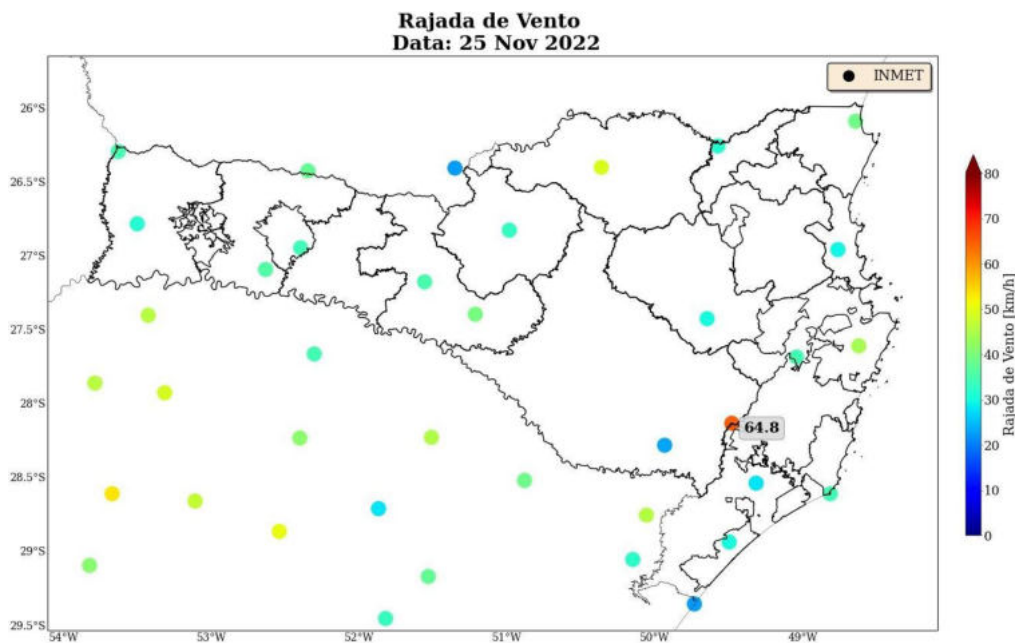 Rajada de Vento
Data: 25 Nov 2022
INMET
26°S
26.5°S
27°S
27.5°S
28°S
28.5°S
29°S
29.5°S
54°W
53°W
52°W
51°W
50°W
49°W
64.8
80
70
60
50
40
30
20
10
0
Rajada de Vento [km/h]